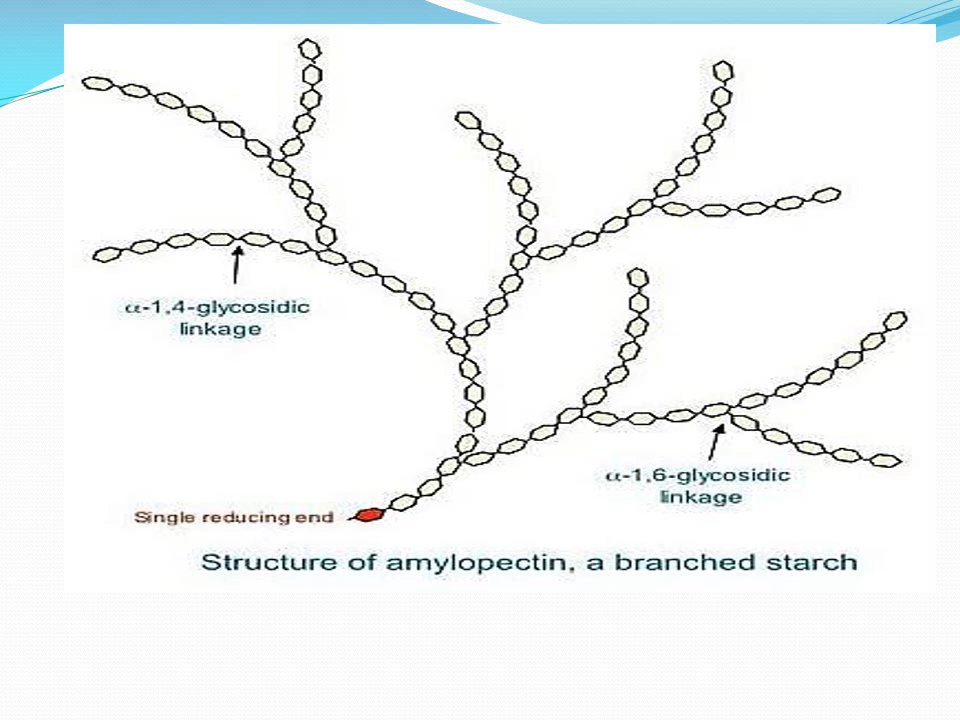 α-1,4-glycosidic
linkage
α-1,6-glycosidic
linkage
Single reducing end
Structure of amylopectin, a branched starch